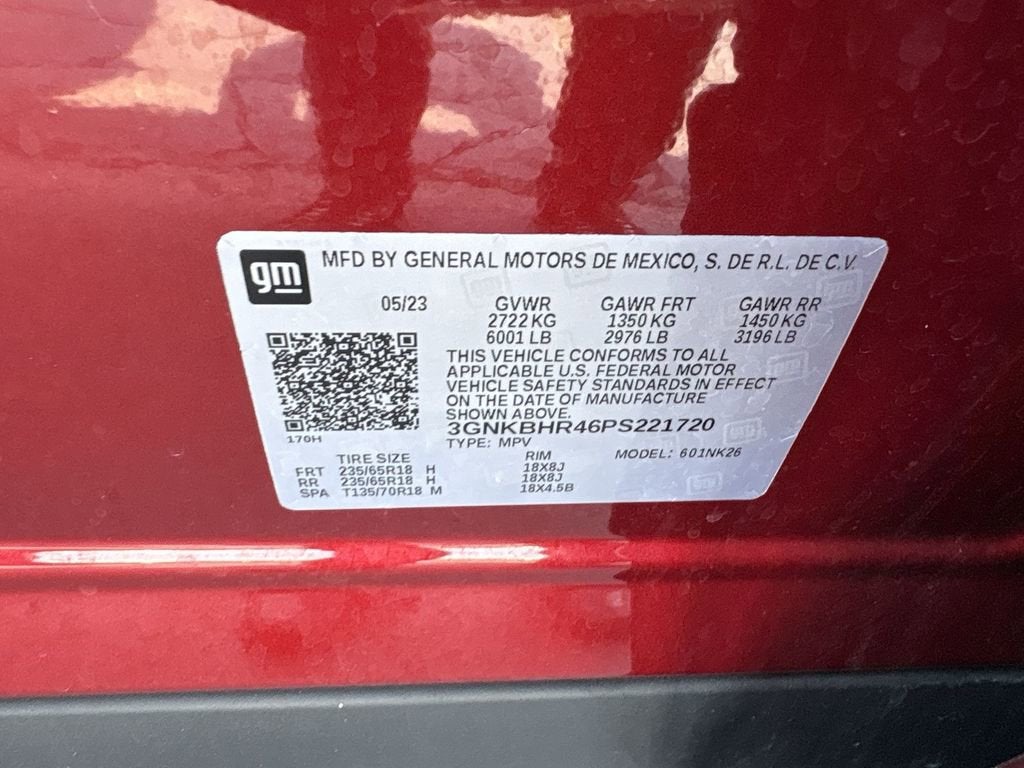 gm
MFD BY GENERAL MOTORS DE MEXICO, S. DE R.L. DE C.V.
05/23 GVWR GAWR FRT GAWR RR
2722 KG 1350 KG 1450 KG
6001 LB 2976 LB 3196 LB
THIS VEHICLE CONFORMS TO ALL
APPLICABLE U.S. FEDERAL MOTOR
VEHICLE SAFETY STANDARDS IN EFFECT
ON THE DATE OF MANUFACTURE
SHOWN ABOVE.
3GNKBHR46PS221720
170H
TYPE: MPV MODEL: 601NK26
TIRE SIZE RIM
FRT 235/65R18 H 18X8J
RR 235/65R18 H 18X8J
SPA T135/70R18 M 18X4.5B